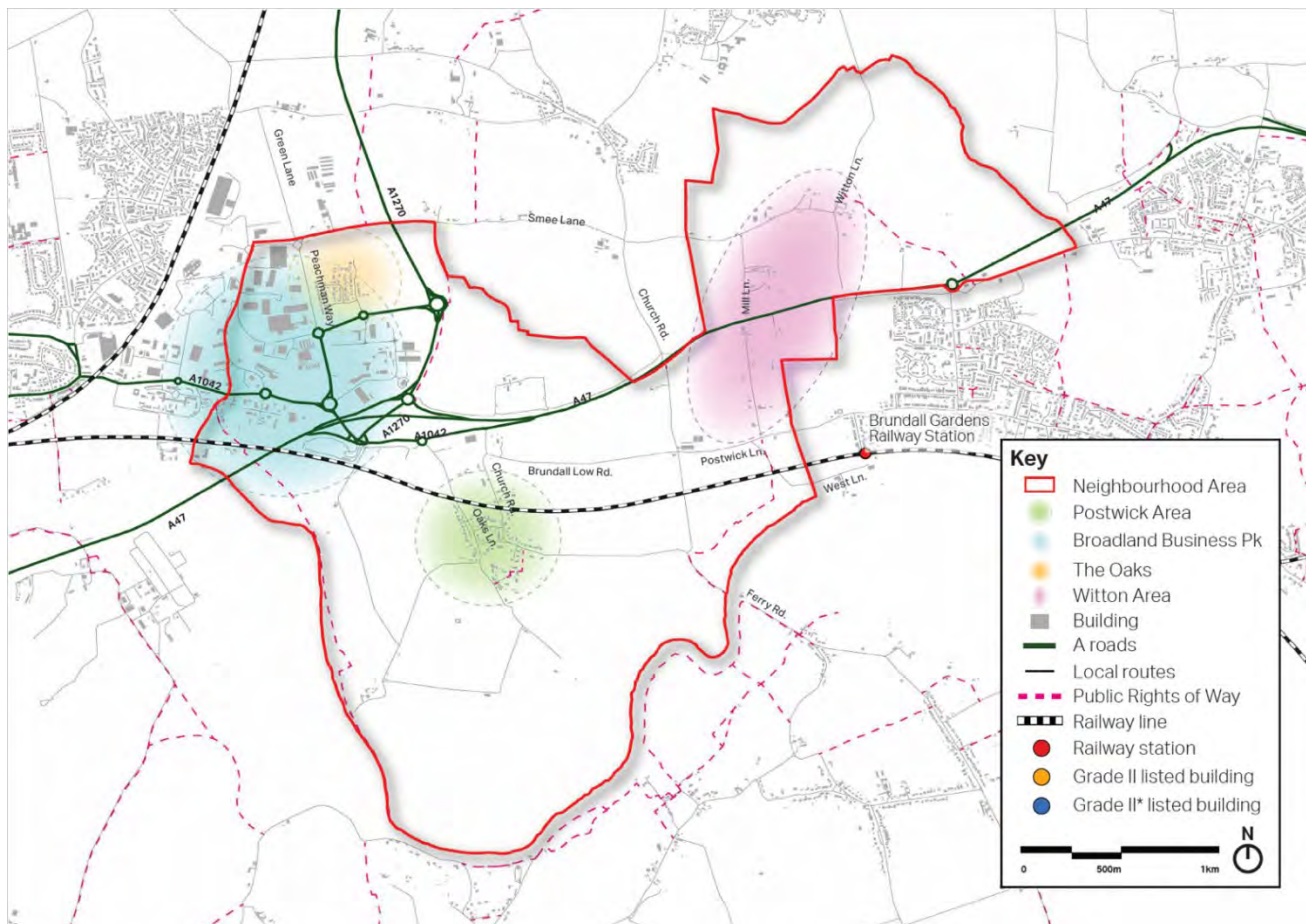 Green Lane
A1270
Smee Lane
Witton Ln.
A47
Peachman Way
Church Rd.
Mill Ln.
A1042
A47
A1270
A1042
Brundall Gardens
Railway Station
Postwick Ln.
Brundall Low Rd.
West Ln.
Church Rd.
Oaks Ln.
A47
Ferry Rd.
Key
Neighbourhood Area
Postwick Area
Broadland Business Pk
The Oaks
Witton Area
Building
A roads
Local routes
Public Rights of Way
Railway line
Railway station
Grade II listed building
Grade II* listed building
N
0 500m 1km